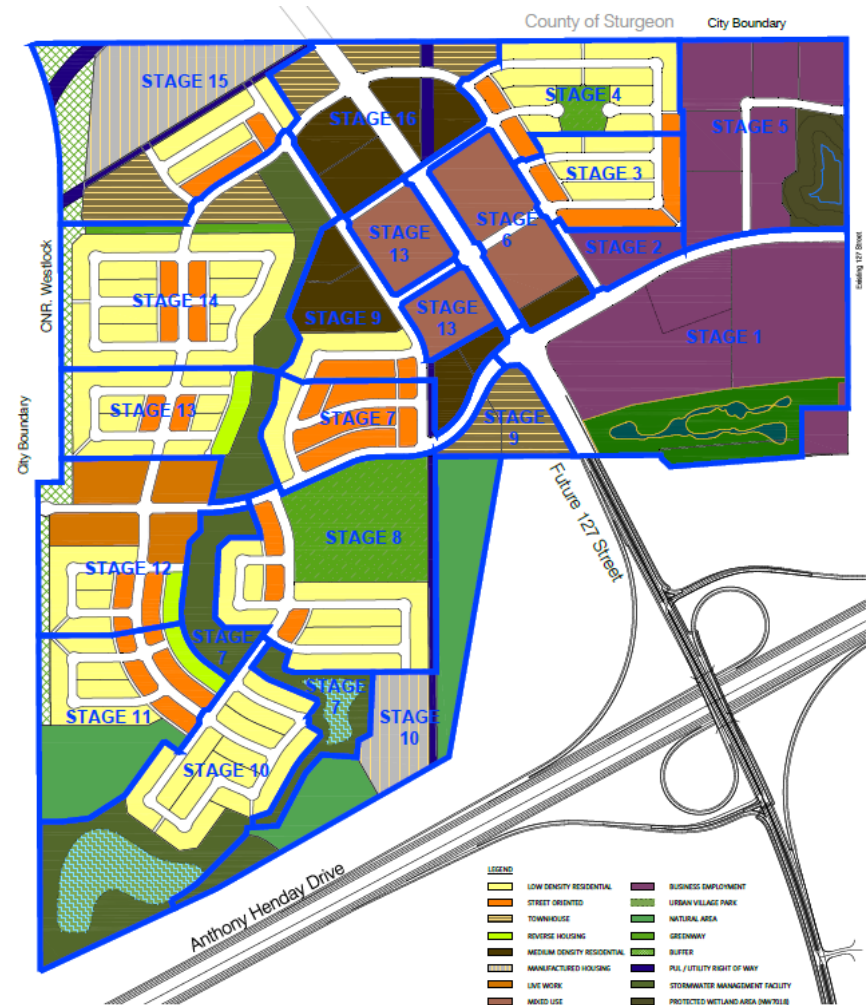 County of Sturgeon
City Boundary
STAGE 15
STAGE 4
STAGE 16
STAGE 5
STAGE 3
STAGE
6
STAGE
13
STAGE 2
Existing 127 Street
CNR. Westlock
STAGE 14
STAGE 9
STAGE
13
STAGE 1
STAGE 13
STAGE 7
STAGE
9
City Boundary
Future 127 Street
STAGE 8
STAGE 12
STAGE
7
STAGE
7
STAGE 11
STAGE
10
STAGE 10
Anthony Henday Drive
LEGEND
LOW DENSITY RESIDENTIAL
STREET ORIENTED
TOWNHOUSE
REVERSE HOUSING
MEDIUM DENSITY RESIDENTIAL
MANUFACTURED HOUSING
LIVE WORK
MIXED USE
BUSINESS EMPLOYMENT
URBAN VILLAGE PARK
NATURAL AREA
GREENWAY
BUFFER
PUL / UTILITY RIGHT OF WAY
STORMWATER MANAGEMENT FACILITY
PROTECTED WETLAND AREA (NW7018)